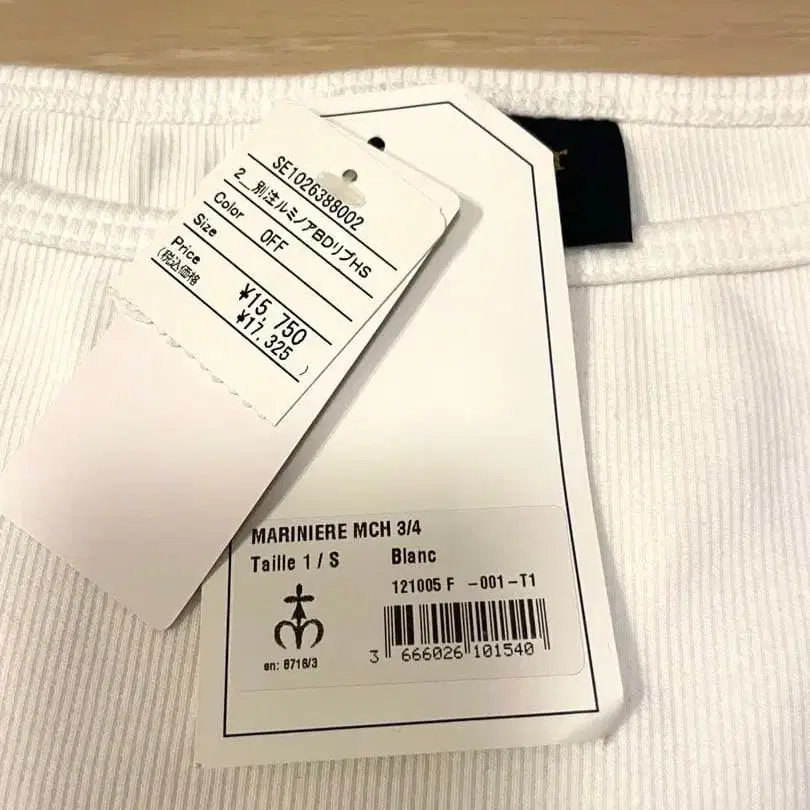 SE1026388002
2__別注ルミノアBDリブHS
Color OFF
Size
Price ¥15,750
(税込価格 ¥17,325 )
MARINIERE MCH 3/4
Taille 1 / S Blanc
121005 F -001-T1
en: 8716/3
3 666026 101540